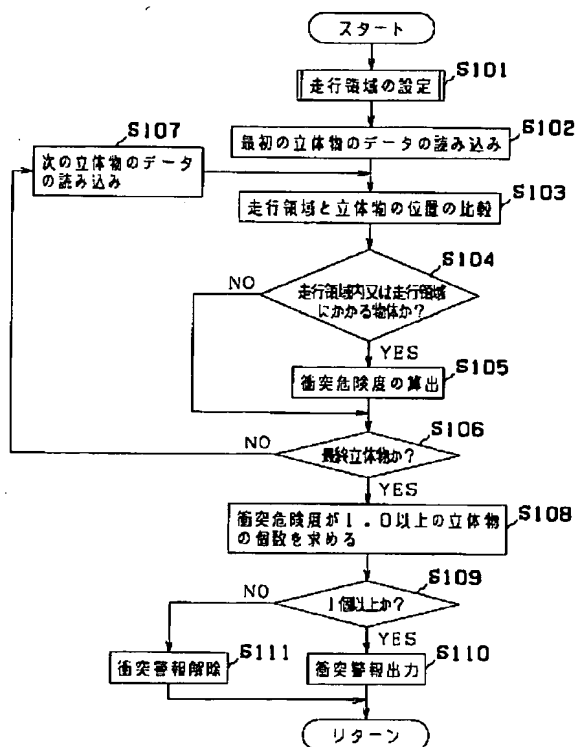 スタート
S101
走行領域の設定
S102
最初の立体物のデータの読み込み
S107
次の立体物のデータ
の読み込み
S103
走行領域と立体物の位置の比較
S104
NO
走行領域内又は走行領域
にかかる物体か?
YES
S105
衝突危険度の算出
S106
NO
最終立体物か?
YES
S108
衝突危険度が1.0以上の立体物
の個数を求める
S109
NO
1個以上か?
YES
S111
衝突警報解除
S110
衝突警報出力
リターン